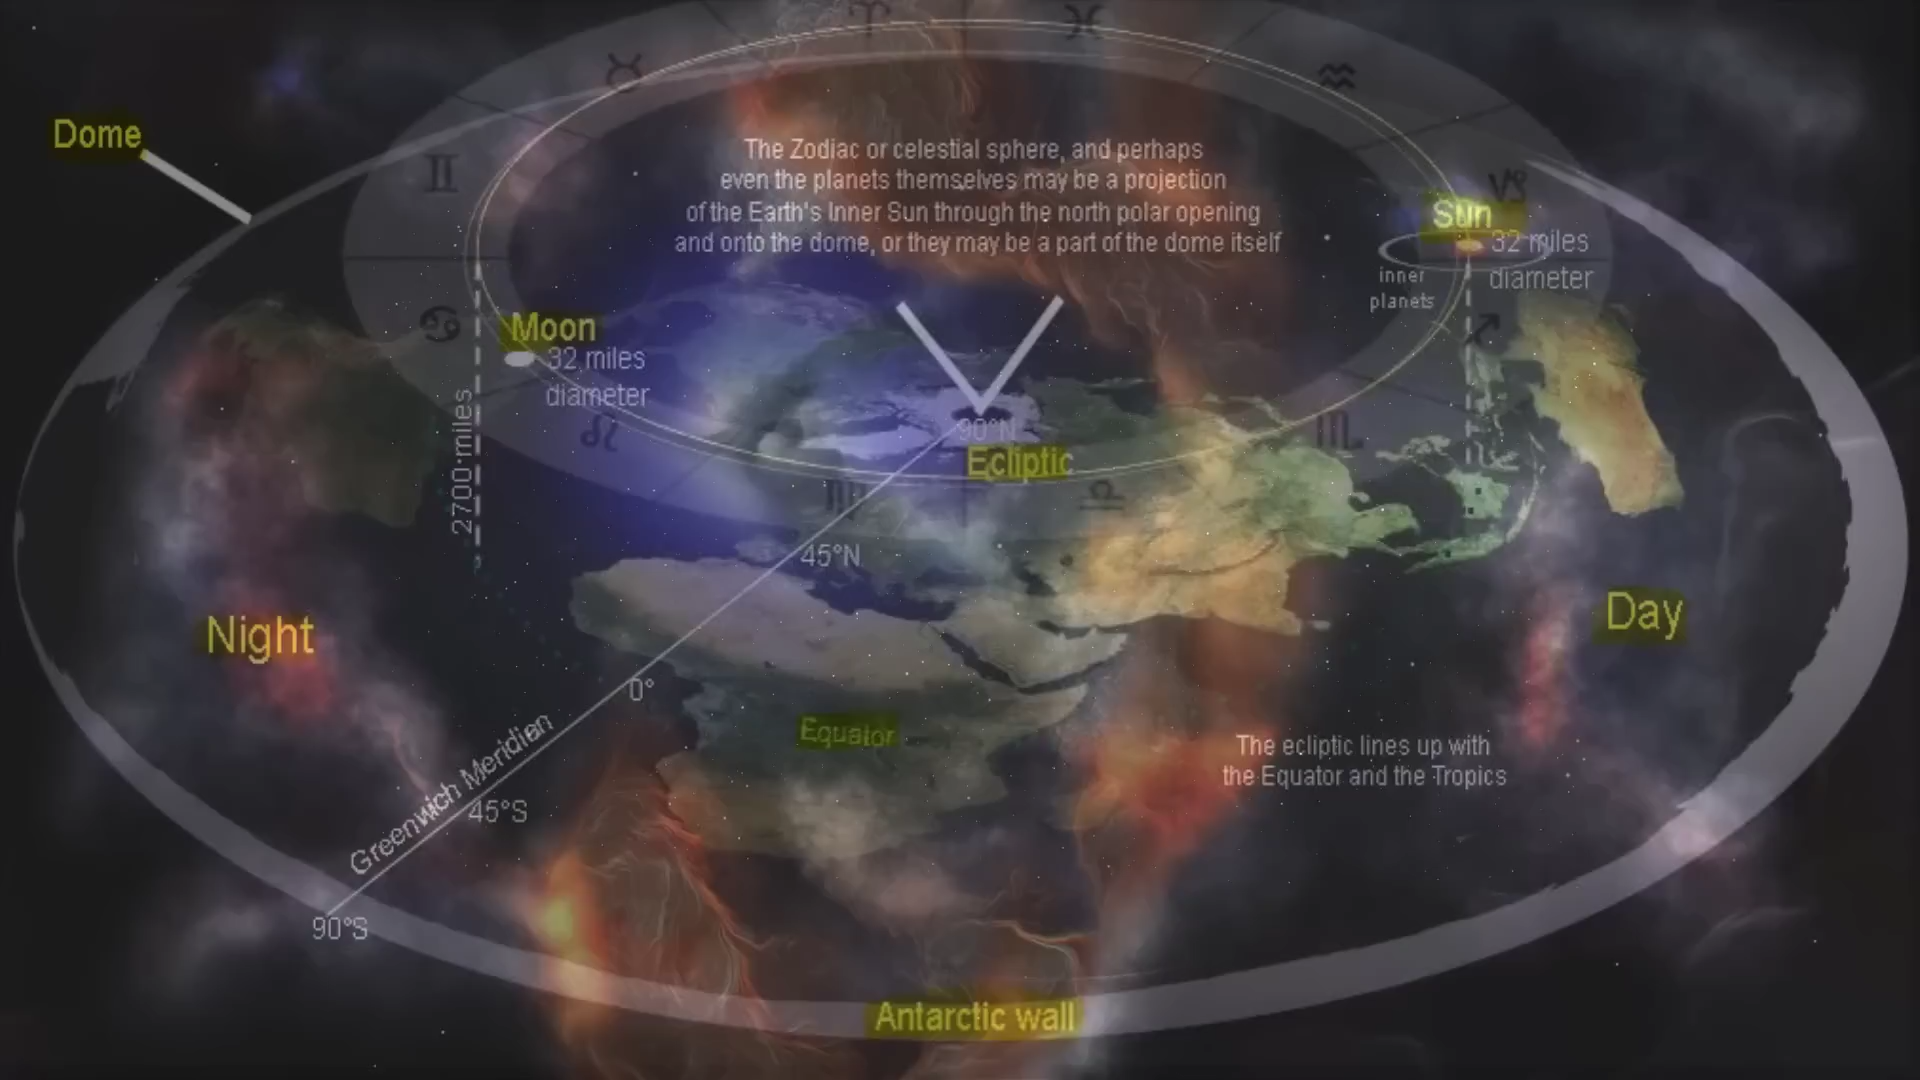 Dome
The Zodiac or celestial sphere, and perhaps
even the planets themselves may be a projection
of the Earth's Inner Sun through the north polar opening
and onto the dome, or they may be a part of the dome itself
Sun
32 miles
diameter
inner
planets
Moon
32 miles
diameter
2700 miles
90°N
Ecliptic
45°N
Night
Day
0°
Equator
The ecliptic lines up with
the Equator and the Tropics
Greenwich Meridian
45°S
90°S
Antarctic wall